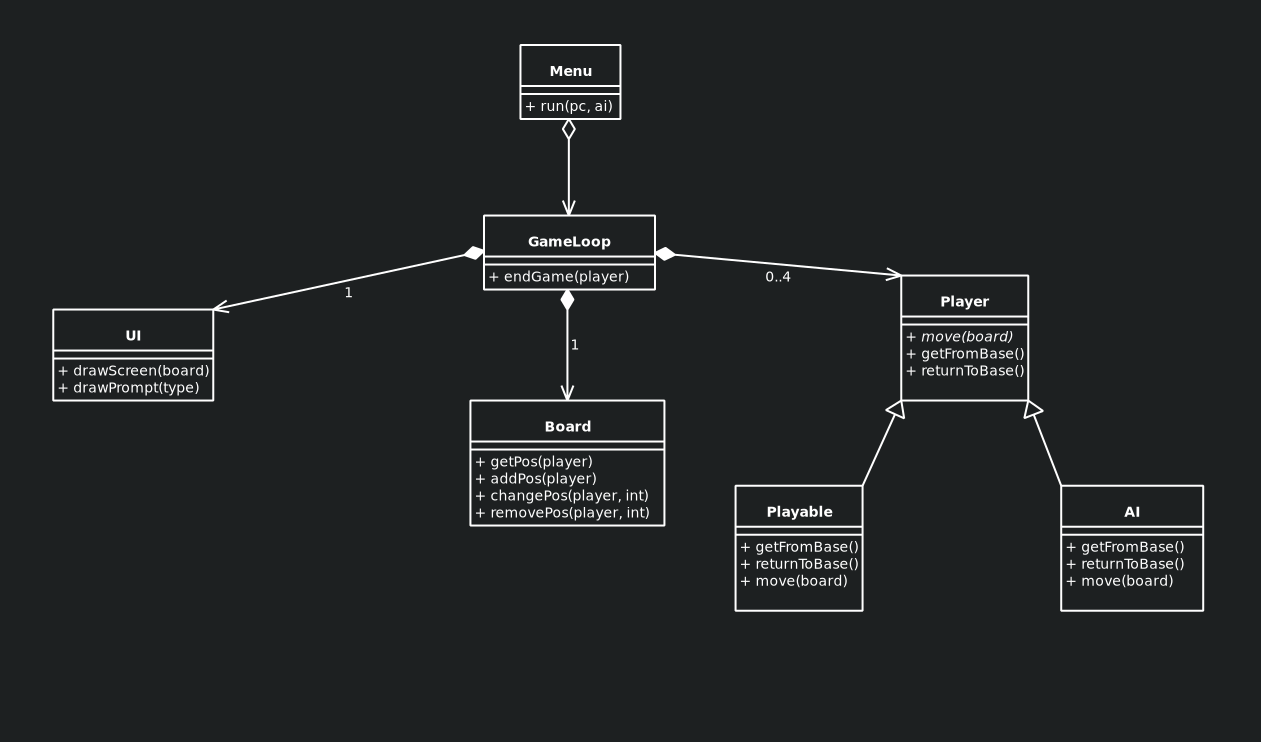 Menu
+ run(pc, ai)
GameLoop
+ endGame(player)
1
0..4
UI
+ drawScreen(board)
+ drawPrompt(type)
1
Player
+ move(board)
+ getFromBase()
+ returnToBase()
Board
+ getPos(player)
+ addPos(player)
+ changePos(player, int)
+ removePos(player, int)
Playable
+ getFromBase()
+ returnToBase()
+ move(board)
AI
+ getFromBase()
+ returnToBase()
+ move(board)